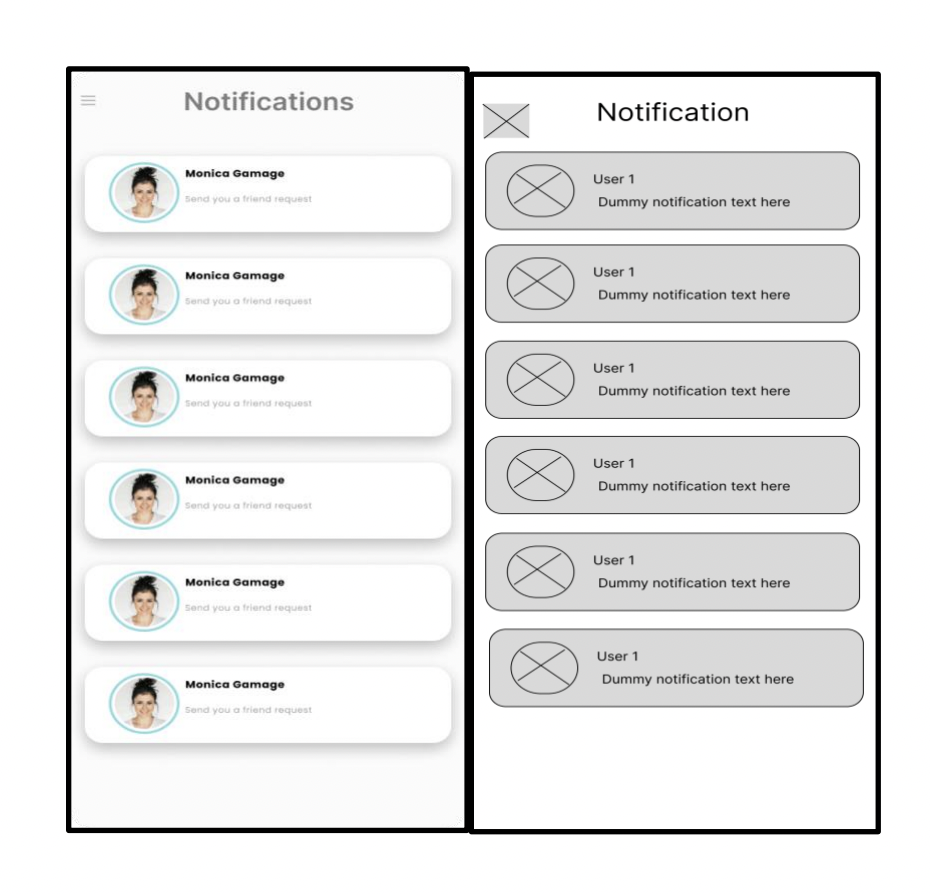 Notifications
Monica Gamage
Send you a friend request
Monica Gamage
Send you a friend request
Monica Gamage
Send you a friend request
Monica Gamage
Send you a friend request
Monica Gamage
Send you a friend request
Monica Gamage
Send you a friend request
Notification
User 1
Dummy notification text here
User 1
Dummy notification text here
User 1
Dummy notification text here
User 1
Dummy notification text here
User 1
Dummy notification text here
User 1
Dummy notification text here